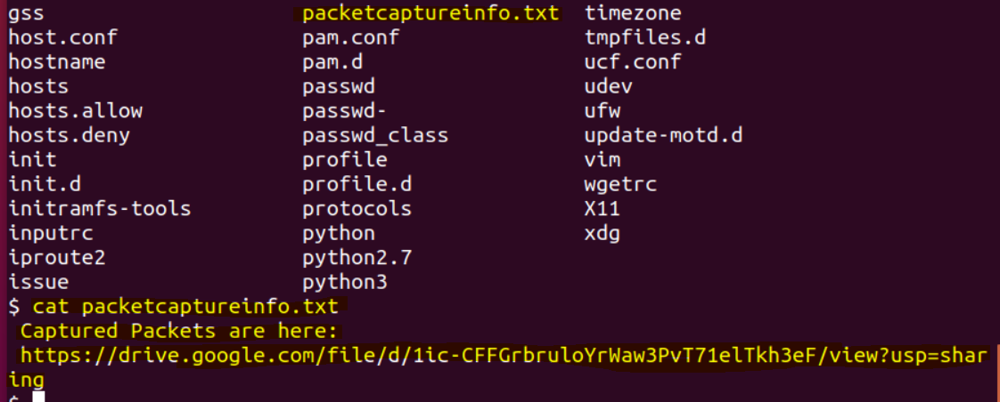 gss packetcaptureinfo.txt timezone
host.conf pam.conf tmpfiles.d
hostname pam.d ucf.conf
hosts passwd udev
hosts.allow passwd- ufw
hosts.deny passwd_class update-motd.d
init profile vim
init.d profile.d wgetrc
initramfs-tools protocols X11
inputrc python xdg
iproute2 python2.7
issue python3
$ cat packetcaptureinfo.txt
Captured Packets are here:
https://drive.google.com/file/d/1ic-CFFGrbruloYrWaw3PvT71elTkh3eF/view?usp=shar
ing
$